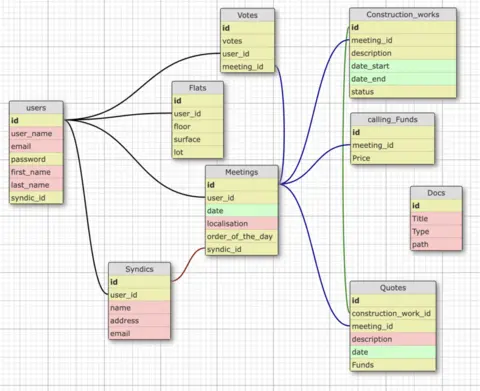 Votes
id
votes
user_id
meeting_id
Construction_works
id
meeting_id
description
date_start
date_end
status
Flats
id
user_id
floor
surface
lot
users
id
user_name
email
password
first_name
last_name
syndic_id
calling_Funds
id
meeting_id
Price
Meetings
id
user_id
date
localisation
order_of_the_day
syndic_id
Docs
id
Title
Type
path
Syndics
id
user_id
name
address
email
Quotes
id
construction_work_id
meeting_id
description
date
Funds